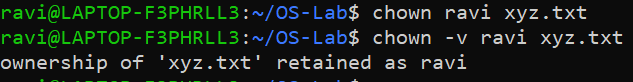 ravi@LAPTOP-F3PHRLL3:~/OS-Lab$ chown ravi xyz.txt
ravi@LAPTOP-F3PHRLL3:~/OS-Lab$ chown -v ravi xyz.txt
ownership of 'xyz.txt' retained as ravi